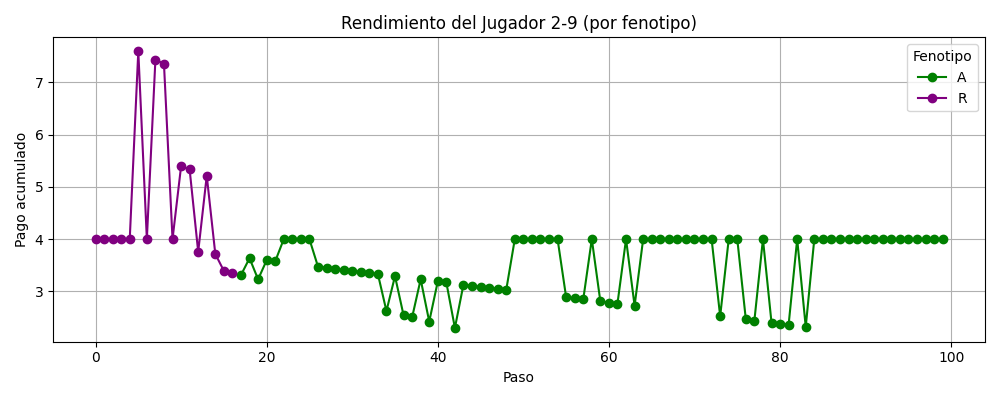 Rendimiento del Jugador 2-9 (por fenotipo)
Pago acumulado
7
6
5
4
3
Fenotipo
A
R
0 20 40 60 80 100
Paso